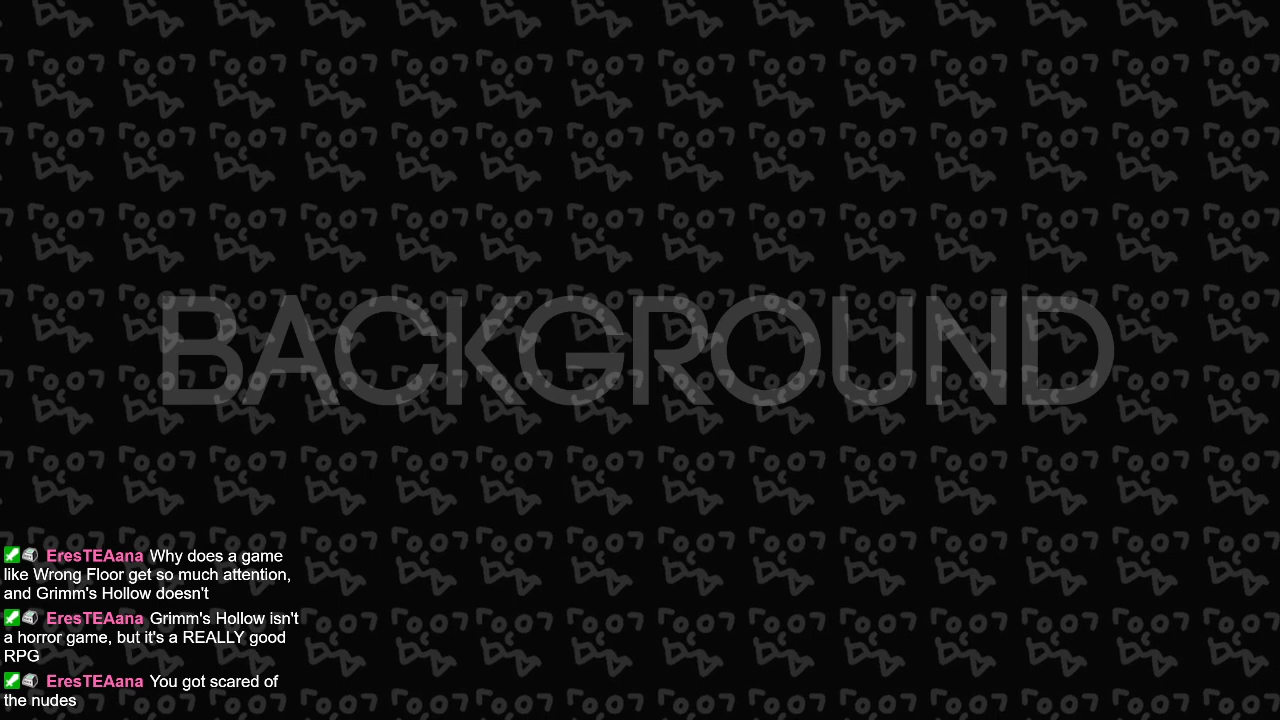 BACKGROUND
EresTEAana Why does a game
like Wrong Floor get so much attention,
and Grimm's Hollow doesn't
EresTEAana Grimm's Hollow isn't
a horror game, but it's a REALLY good
RPG
EresTEAana You got scared of
the nudes